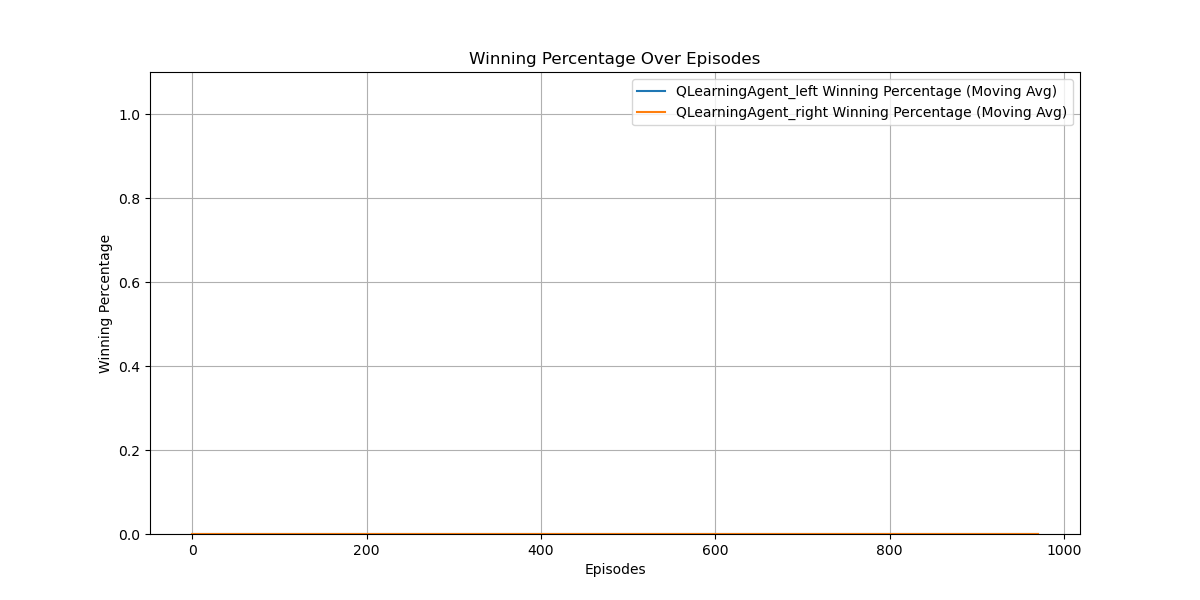 Winning Percentage Over Episodes
QLearningAgent_left Winning Percentage (Moving Avg)
QLearningAgent_right Winning Percentage (Moving Avg)
1.0
0.8
0.6
0.4
0.2
0.0
Winning Percentage
0 200 400 600 800 1000
Episodes